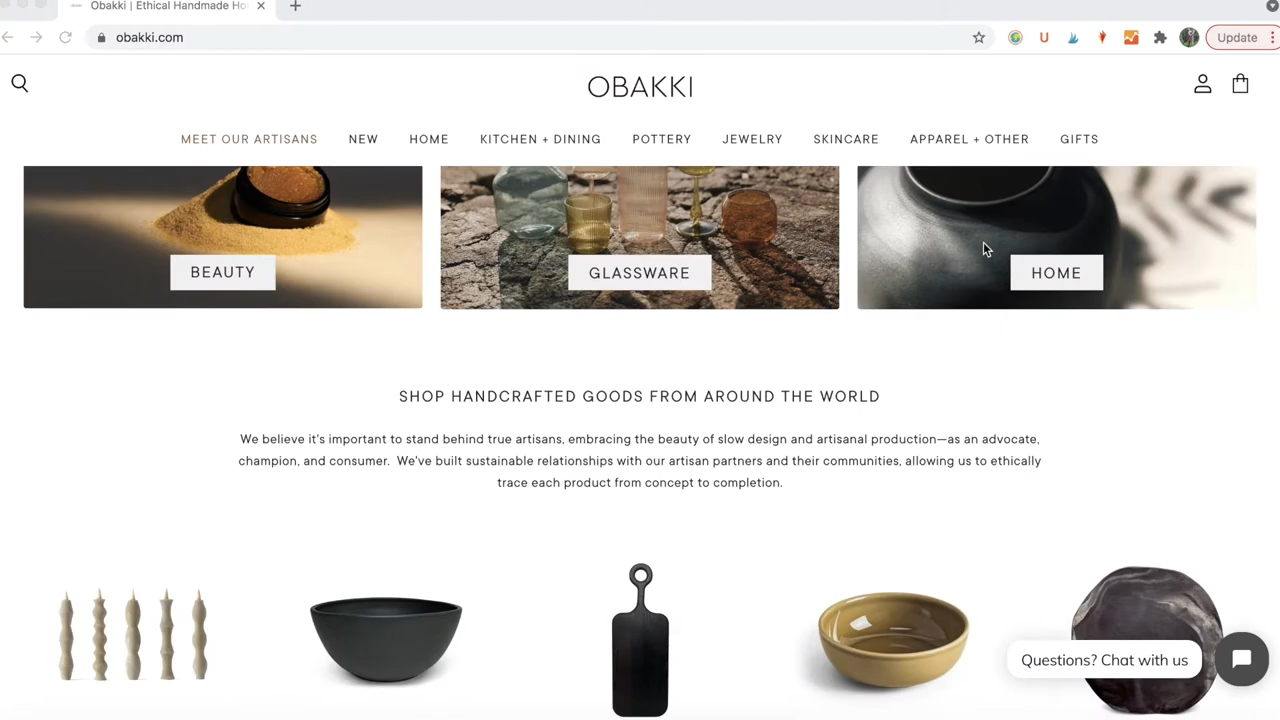 Obakki | Ethical Handmade Ho
obakki.com
U
Update
OBAKKI
MEET OUR ARTISANS
NEW
HOME
KITCHEN + DINING
POTTERY
JEWELRY
SKINCARE
APPAREL + OTHER
GIFTS
BEAUTY
GLASSWARE
HOME
SHOP HANDCRAFTED GOODS FROM AROUND THE WORLD
We believe it's important to stand behind true artisans, embracing the beauty of slow design and artisanal production—as an advocate,
champion, and consumer. We've built sustainable relationships with our artisan partners and their communities, allowing us to ethically
trace each product from concept to completion.
Questions? Chat with us